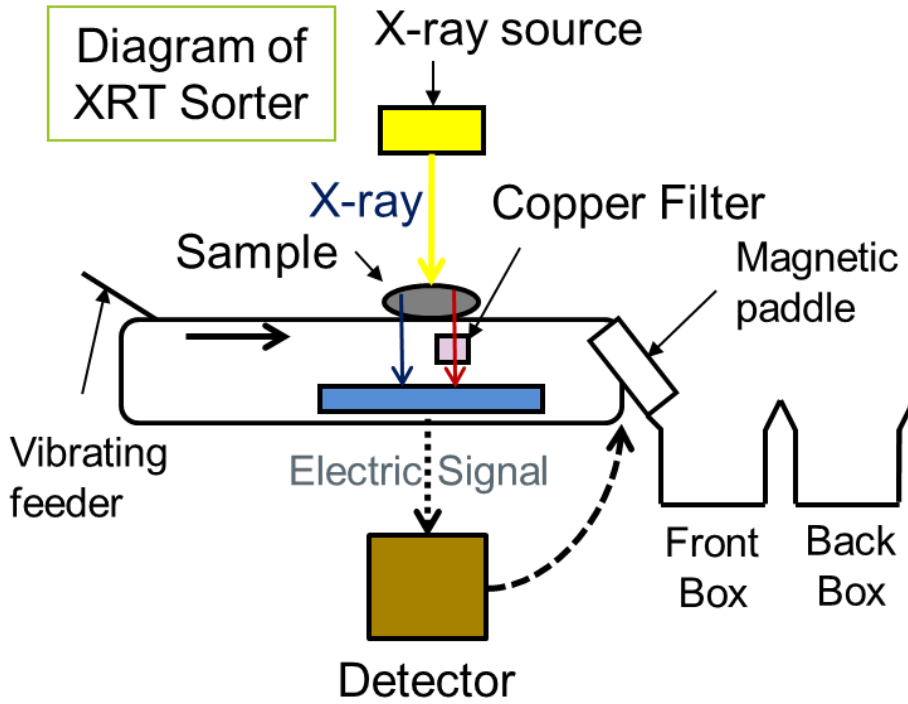 Diagram of
XRT Sorter
X-ray source
X-ray
Copper Filter
Sample
Magnetic
paddle
Vibrating
feeder
Electric Signal
Front
Box
Back
Box
Detector